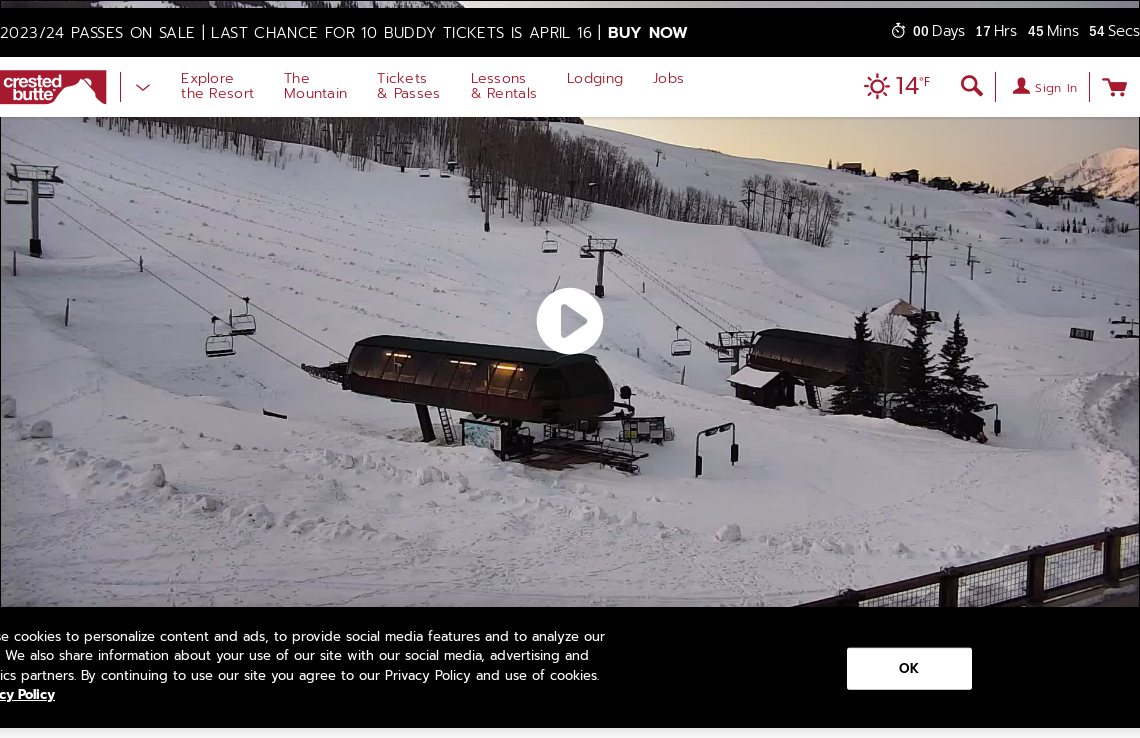 2023/24 PASSES ON SALE | LAST CHANCE FOR 10 BUDDY TICKETS IS APRIL 16 | BUY NOW
00 Days 17 Hrs 45 Mins 54 Secs
crested butte
Explore the Resort
The Mountain
Tickets & Passes
Lessons & Rentals
Lodging
Jobs
14°F
Sign In
se cookies to personalize content and ads, to provide social media features and to analyze our
. We also share information about your use of our site with our social media, advertising and
ics partners. By continuing to use our site you agree to our Privacy Policy and use of cookies.
cy Policy
OK